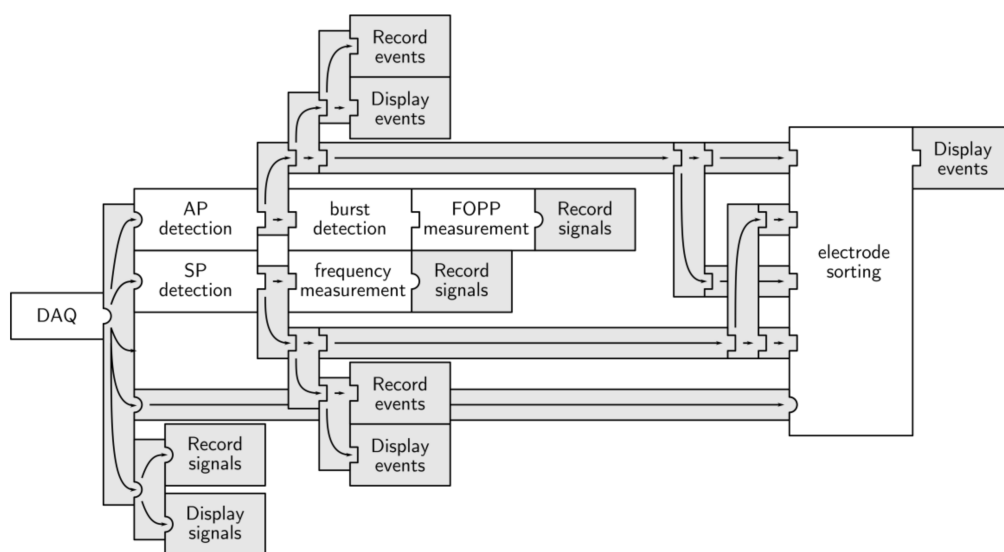 Record
events
Display
events
Display
events
AP
detection
burst
detection
FOPP
measurement
Record
signals
electrode
sorting
SP
detection
frequency
measurement
Record
signals
DAQ
Record
events
Display
events
Record
signals
Display
signals